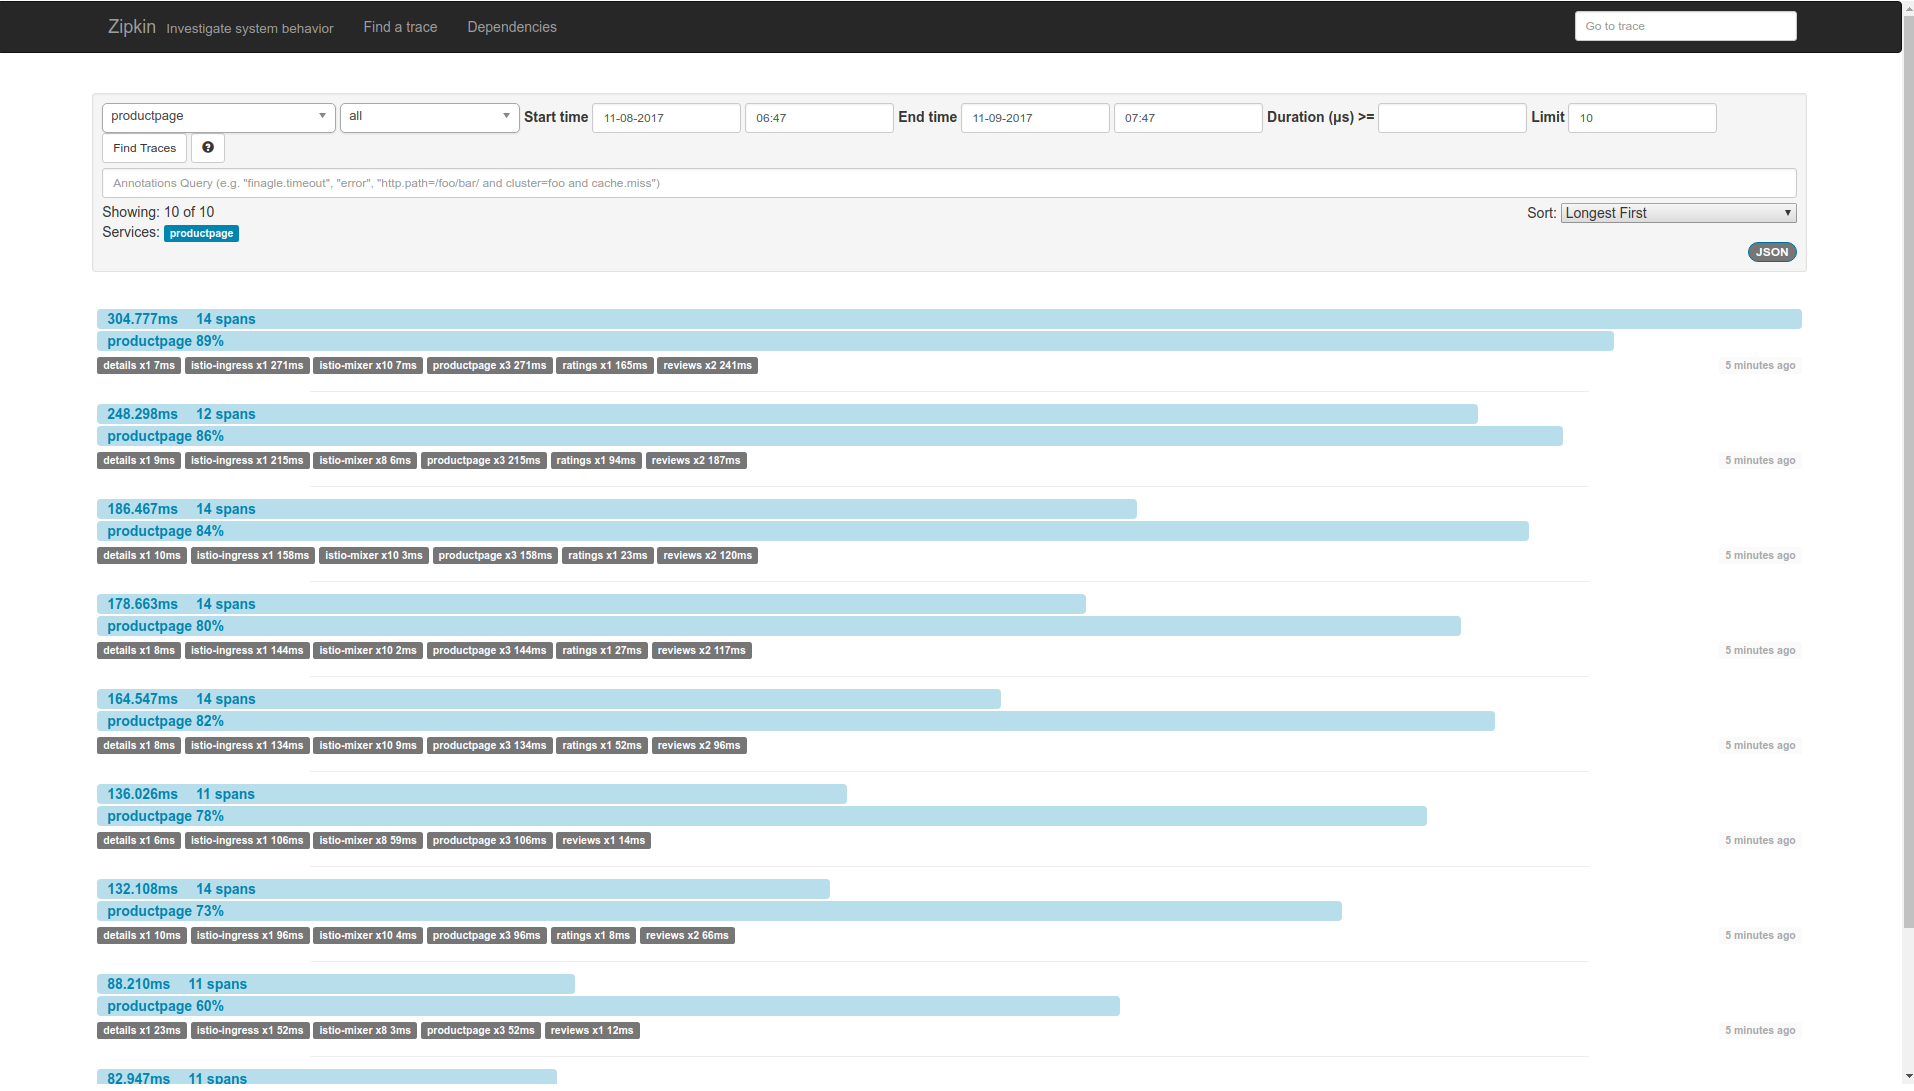 Zipkin Investigate system behavior Find a trace Dependencies Go to trace
productpage all Start time 11-08-2017 06:47 End time 11-09-2017 07:47 Duration (μs) >= Limit 10
Find Traces ?
Annotations Query (e.g. "finagle.timeout", "error", "http.path=/foo/bar/ and cluster=foo and cache.miss")
Showing: 10 of 10 Sort: Longest First
Services: productpage
JSON
304.777ms 14 spans
productpage 89%
details x1 7ms istio-ingress x1 271ms istio-mixer x10 7ms productpage x3 271ms ratings x1 165ms reviews x2 241ms 5 minutes ago
248.298ms 12 spans
productpage 86%
details x1 9ms istio-ingress x1 215ms istio-mixer x8 6ms productpage x3 215ms ratings x1 94ms reviews x2 187ms 5 minutes ago
186.467ms 14 spans
productpage 84%
details x1 10ms istio-ingress x1 158ms istio-mixer x10 3ms productpage x3 158ms ratings x1 23ms reviews x2 120ms 5 minutes ago
178.663ms 14 spans
productpage 80%
details x1 8ms istio-ingress x1 144ms istio-mixer x10 2ms productpage x3 144ms ratings x1 27ms reviews x2 117ms 5 minutes ago
164.547ms 14 spans
productpage 82%
details x1 8ms istio-ingress x1 134ms istio-mixer x10 9ms productpage x3 134ms ratings x1 52ms reviews x2 96ms 5 minutes ago
136.026ms 11 spans
productpage 78%
details x1 6ms istio-ingress x1 106ms istio-mixer x8 59ms productpage x3 106ms reviews x1 14ms 5 minutes ago
132.108ms 14 spans
productpage 73%
details x1 10ms istio-ingress x1 96ms istio-mixer x10 4ms productpage x3 96ms ratings x1 8ms reviews x2 66ms 5 minutes ago
88.210ms 11 spans
productpage 60%
details x1 23ms istio-ingress x1 52ms istio-mixer x8 3ms productpage x3 52ms reviews x1 12ms 5 minutes ago
82.947ms 11 spans